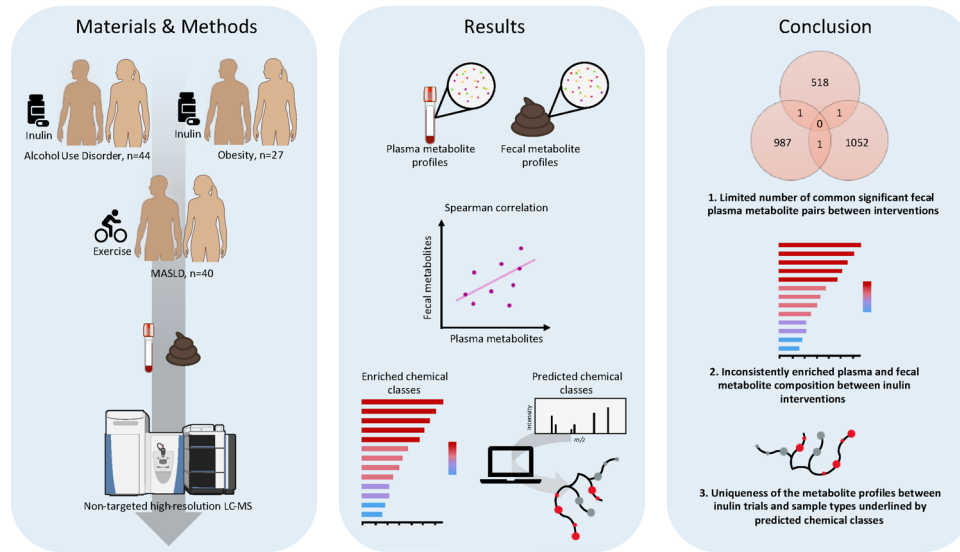 Materials & Methods
Inulin
Inulin
Alcohol Use Disorder, n=44
Obesity, n=27
Exercise
MASLD, n=40
Non-targeted high-resolution LC-MS
Results
Plasma metabolite
profiles
Fecal metabolite
profiles
Spearman correlation
Fecal metabolites
Plasma metabolites
Enriched chemical
classes
Predicted chemical
classes
Intensity
m/z
Conclusion
518
1
1
0
987
1
1052
1. Limited number of common significant fecal
plasma metabolite pairs between interventions
2. Inconsistently enriched plasma and fecal
metabolite composition between inulin
interventions
3. Uniqueness of the metabolite profiles between
inulin trials and sample types underlined by
predicted chemical classes